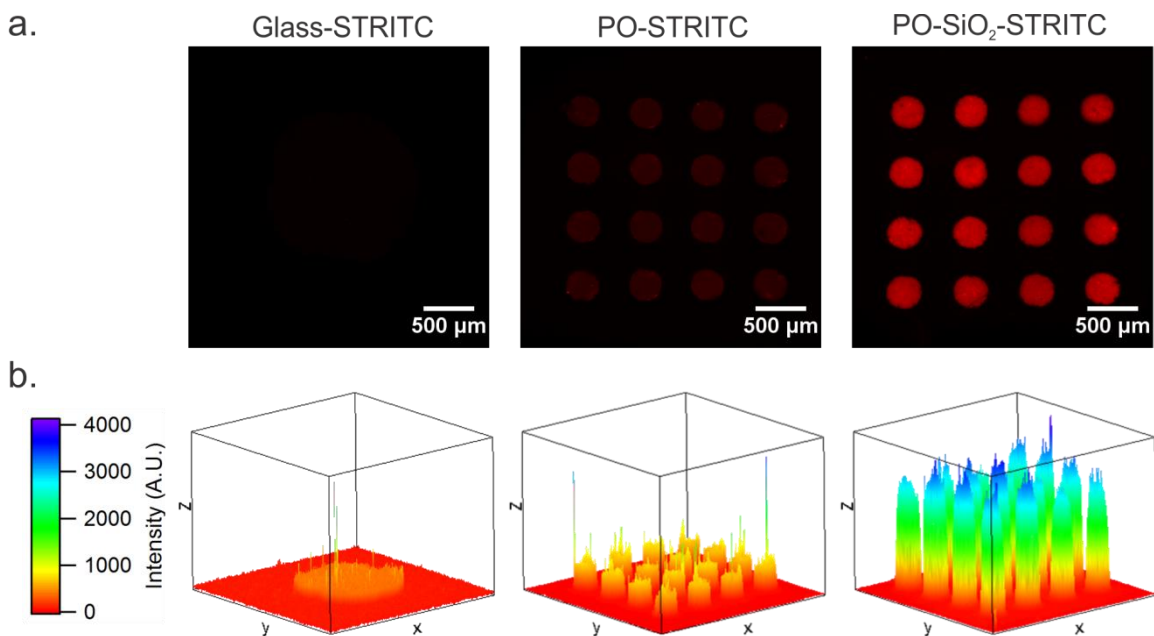 a.
Glass-STRITC
PO-STRITC
PO-SiO₂-STRITC
500 µm
500 µm
500 µm
b.
4000
3000
2000
1000
0
Intensity (A.U.)
z
y
x
z
y
x
z
y
x